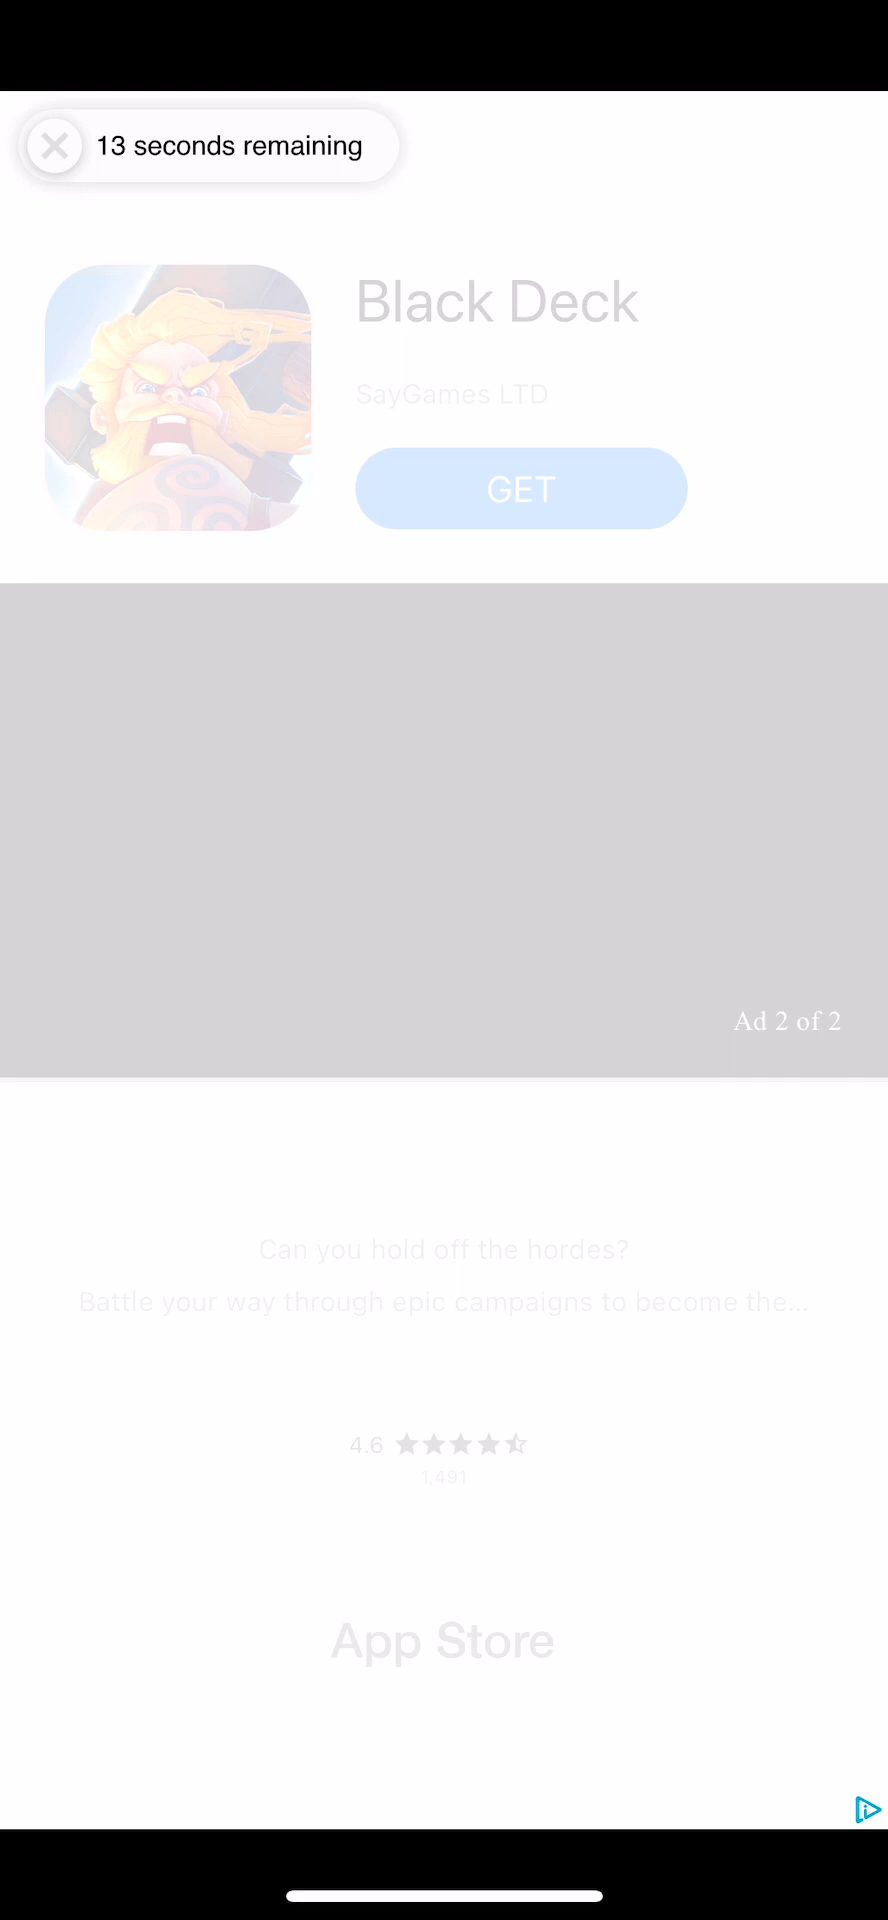 13 seconds remaining
Black Deck
SayGames LTD
GET
Ad 2 of 2
Can you hold off the hordes?
Battle your way through epic campaigns to become the...
4.6
1,491
App Store